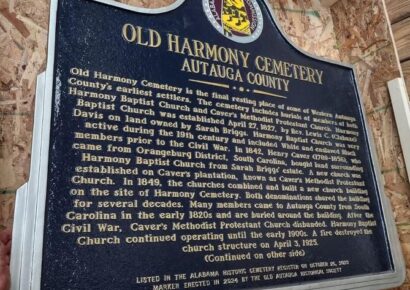 OLD HARMONY CEMETERY
AUTAUGA COUNTY
Old Harmony Cemetery is the final resting place of some of Western Autauga
County's earliest settlers. The cemetery includes burials of members of both
Harmony Baptist Church and Caver's Methodist Protestant Church. Harmony
Baptist Church was established April 27, 1827, by Rev. Lewis C.
Davis on land owned by Sarah Briggs. Harmony Baptist Church was very
active during the 19th century and included White and enslaved Black
members prior to the Civil War. In 1842, Henry Caver (1768-1856), who
came from Orangeburg District, South Carolina, bought land surrounding
Harmony Baptist Church from Sarah Briggs' estate. A new church was
established on Caver's plantation, known as Caver's Methodist Protestant
Church. In 1849, the churches combined and built a new church building
on the site of Harmony Cemetery. Both denominations shared the building
for several decades. Many members came to Autauga County from South
Carolina in the early 1820s and are buried around the building. After the
Civil War, Caver's Methodist Protestant Church disbanded. Harmony Baptist
Church continued operating until the early 1900s. A fire destroyed the
church structure on April 3, 1925.
(Continued on other side)
LISTED IN THE ALABAMA HISTORIC CEMETERY REGISTER ON OCTOBER 25, 2023
MARKER ERECTED IN 2024 BY THE OLD AUTAUGA HISTORICAL SOCIETY